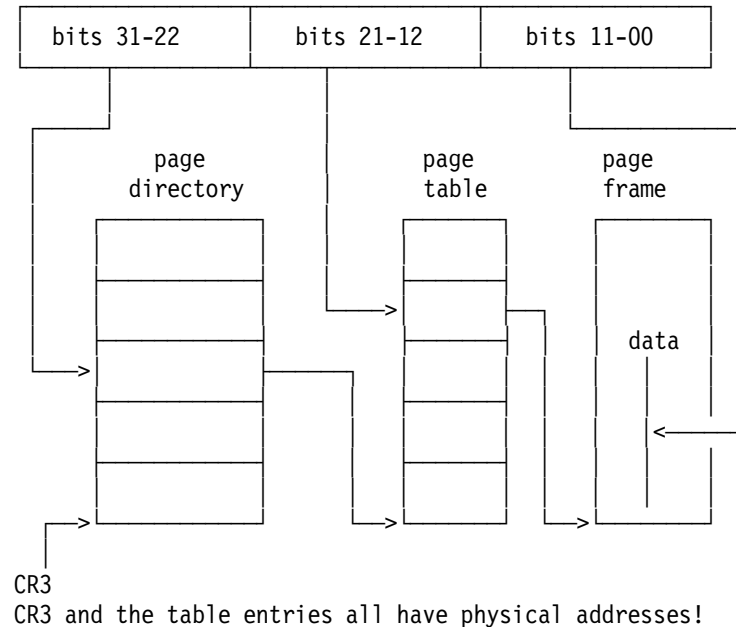 bits 31-22 bits 21-12 bits 11-00
page page page
directory table frame
data
CR3
CR3 and the table entries all have physical addresses!